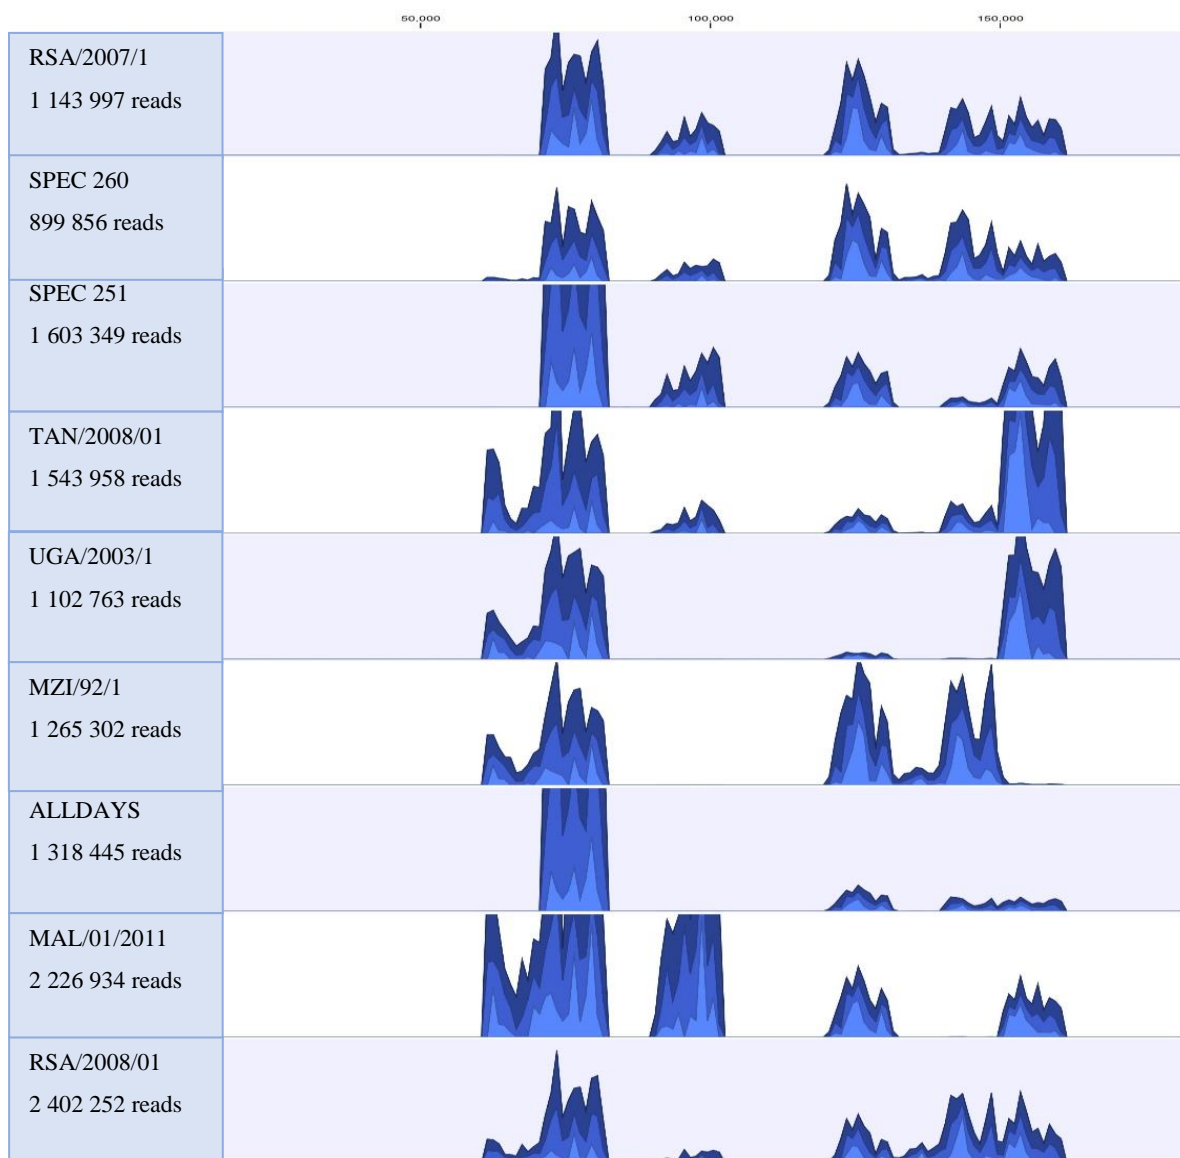 50,000 100,000 150,000
RSA/2007/1
1 143 997 reads
SPEC 260
899 856 reads
SPEC 251
1 603 349 reads
TAN/2008/01
1 543 958 reads
UGA/2003/1
1 102 763 reads
MZI/92/1
1 265 302 reads
ALLDAYS
1 318 445 reads
MAL/01/2011
2 226 934 reads
RSA/2008/01
2 402 252 reads